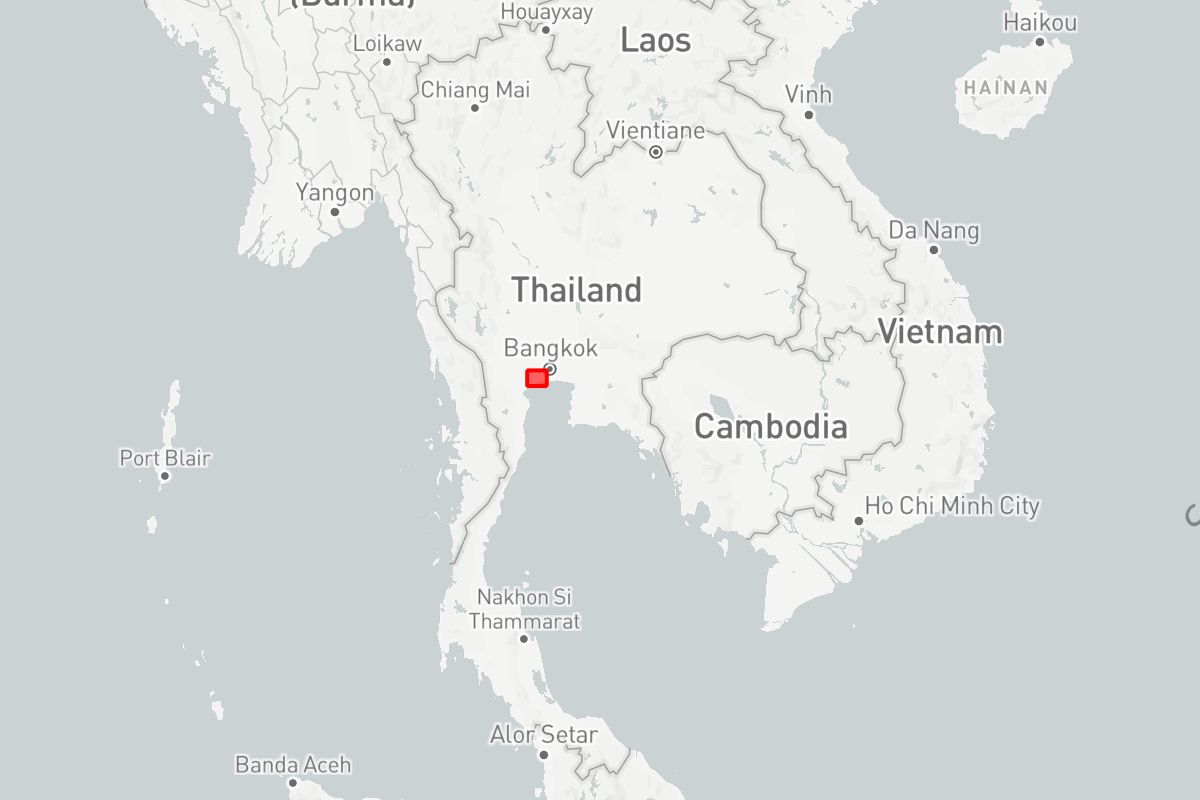 (Burma)
Houayxay
Haikou
Loikaw
Laos
Chiang Mai
HAINAN
Vinh
Vientiane
Yangon
Da Nang
Thailand
Vietnam
Bangkok
Cambodia
Port Blair
Ho Chi Minh City
Nakhon Si
Thammarat
Alor Setar
Banda Aceh